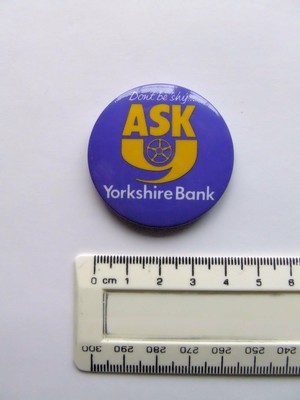 Dont be shy
ASK
Yorkshire Bank
0 cm 1 2 3 4 5 6
300 290 280 270 260 250 240